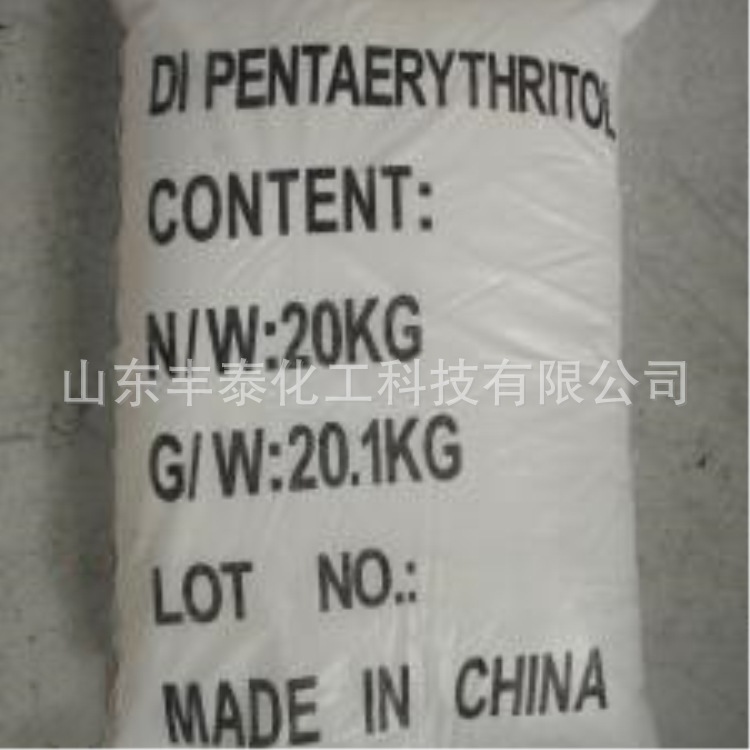 DI PENTAERYTHRITOL
CONTENT:
N/W:20KG
山东丰泰化工科技有限公司
G/W:20.1KG
LOT NO.:
MADE IN CHINA